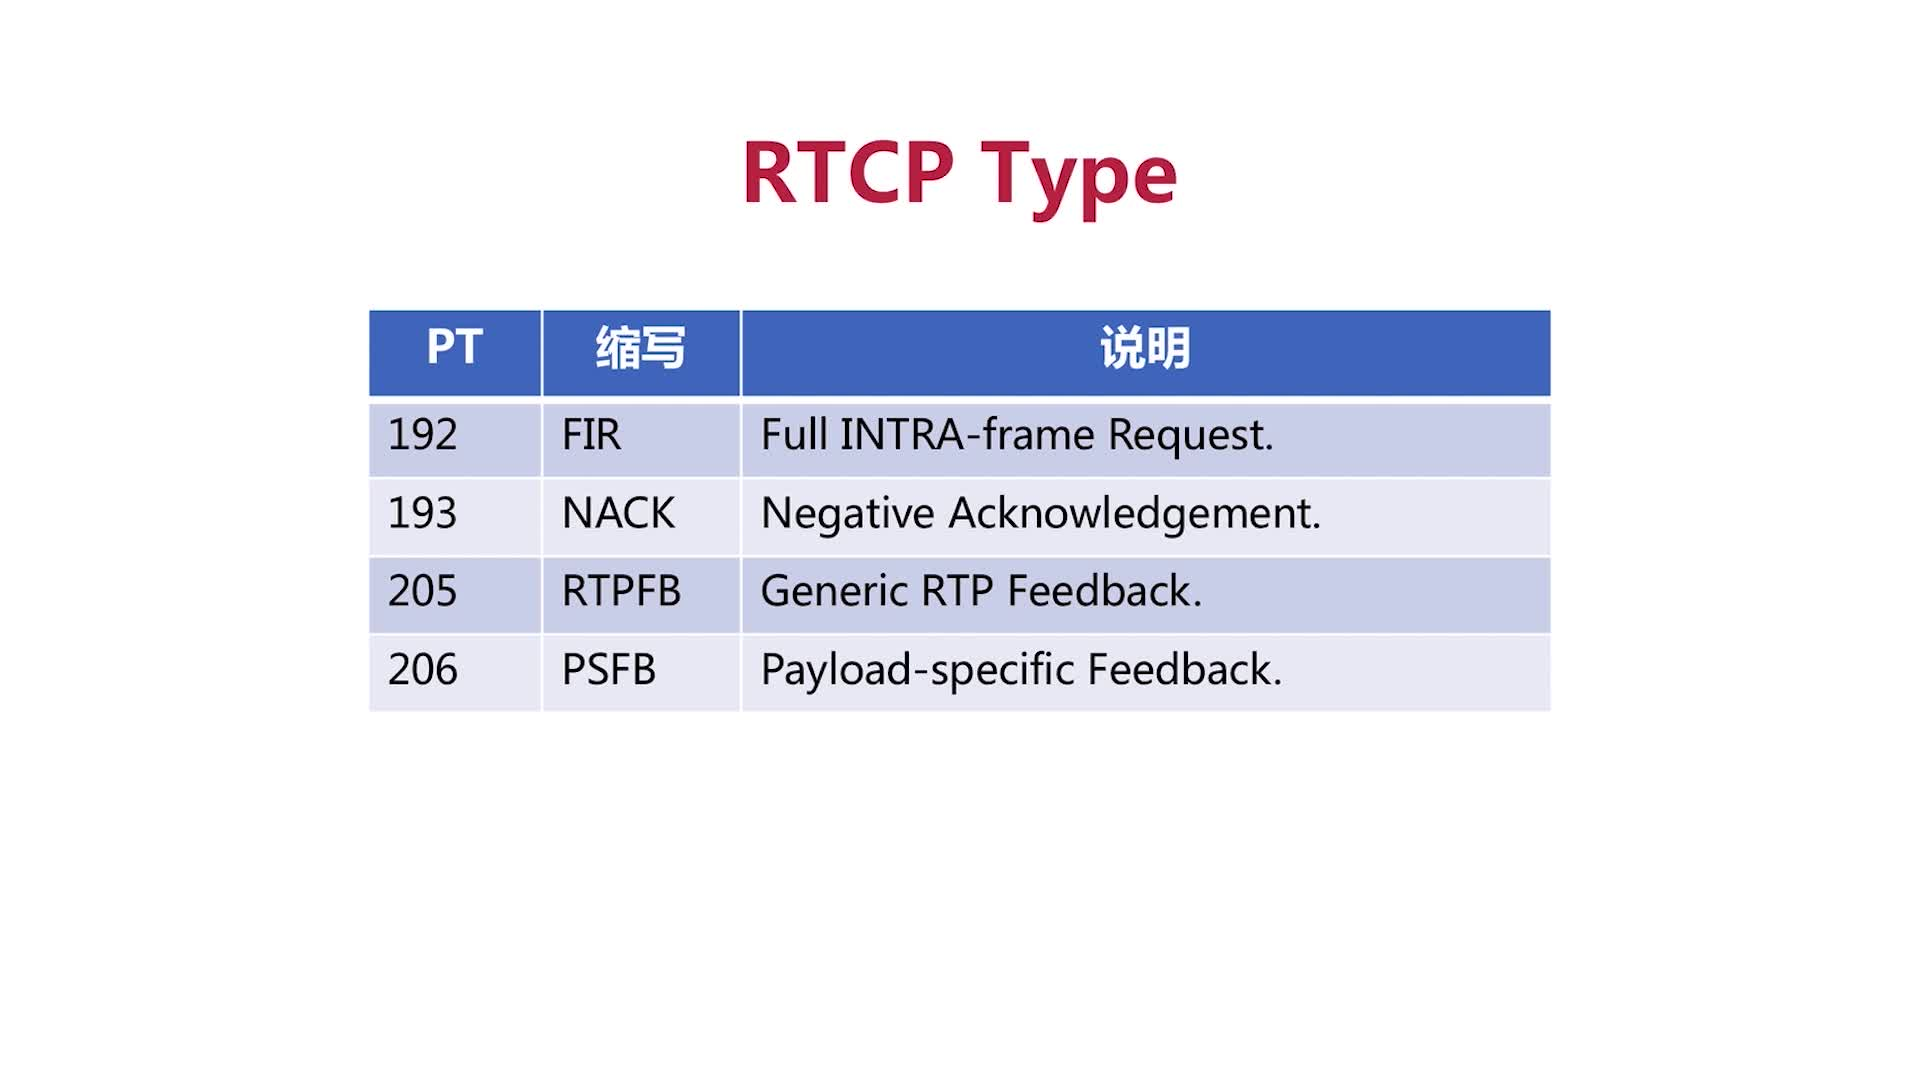 RTCP Type
PT 缩写 说明
192 FIR Full INTRA-frame Request.
193 NACK Negative Acknowledgement.
205 RTPFB Generic RTP Feedback.
206 PSFB Payload-specific Feedback.